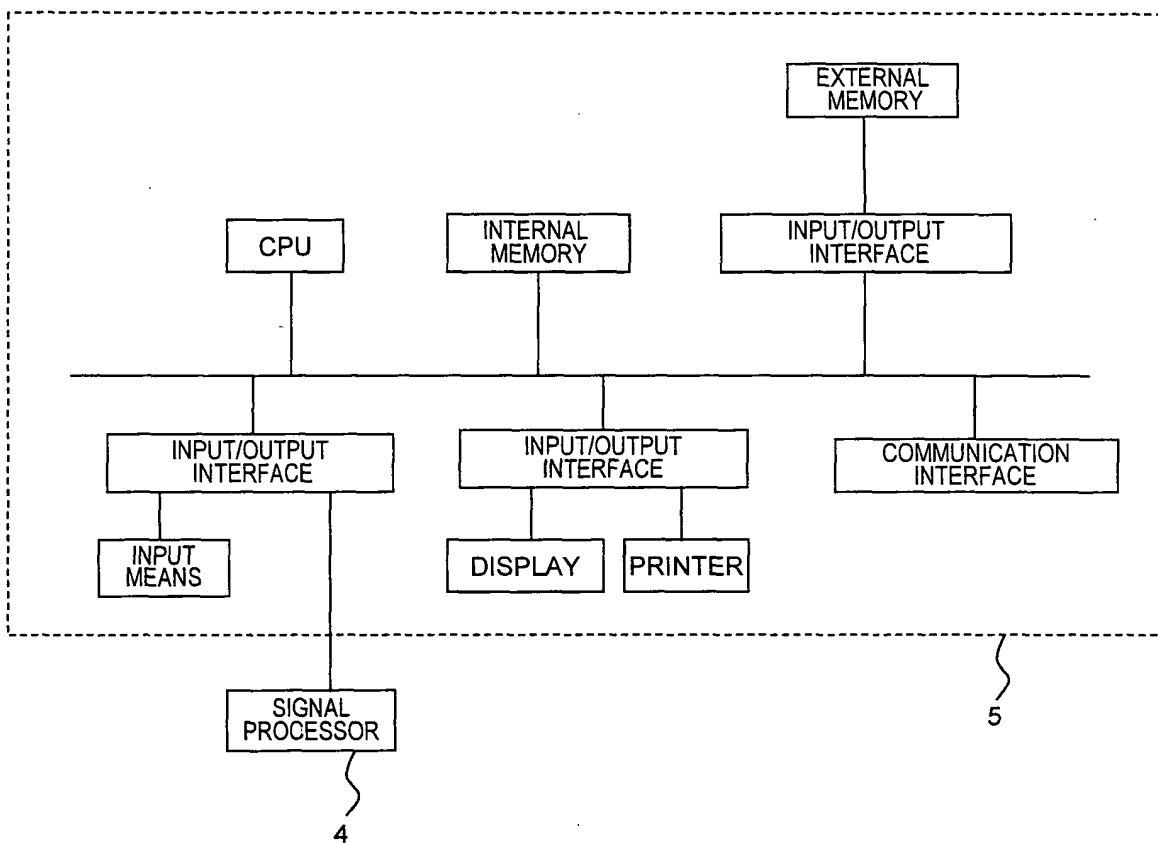 EXTERNAL
MEMORY
CPU
INTERNAL
MEMORY
INPUT/OUTPUT
INTERFACE
INPUT/OUTPUT
INTERFACE
INPUT/OUTPUT
INTERFACE
COMMUNICATION
INTERFACE
INPUT
MEANS
DISPLAY
PRINTER
SIGNAL
PROCESSOR
5
4